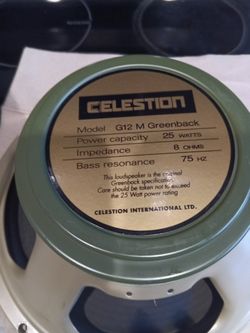 CELESTION
Model G12 M Greenback
Power capacity 25 WATTS
Impedance 8 OHMS
Bass resonance 75 HZ
This loudspeaker is the original
Greenback specification.
Care should be taken not to exceed
the 25 Watt power rating
CELESTION INTERNATIONAL LTD.